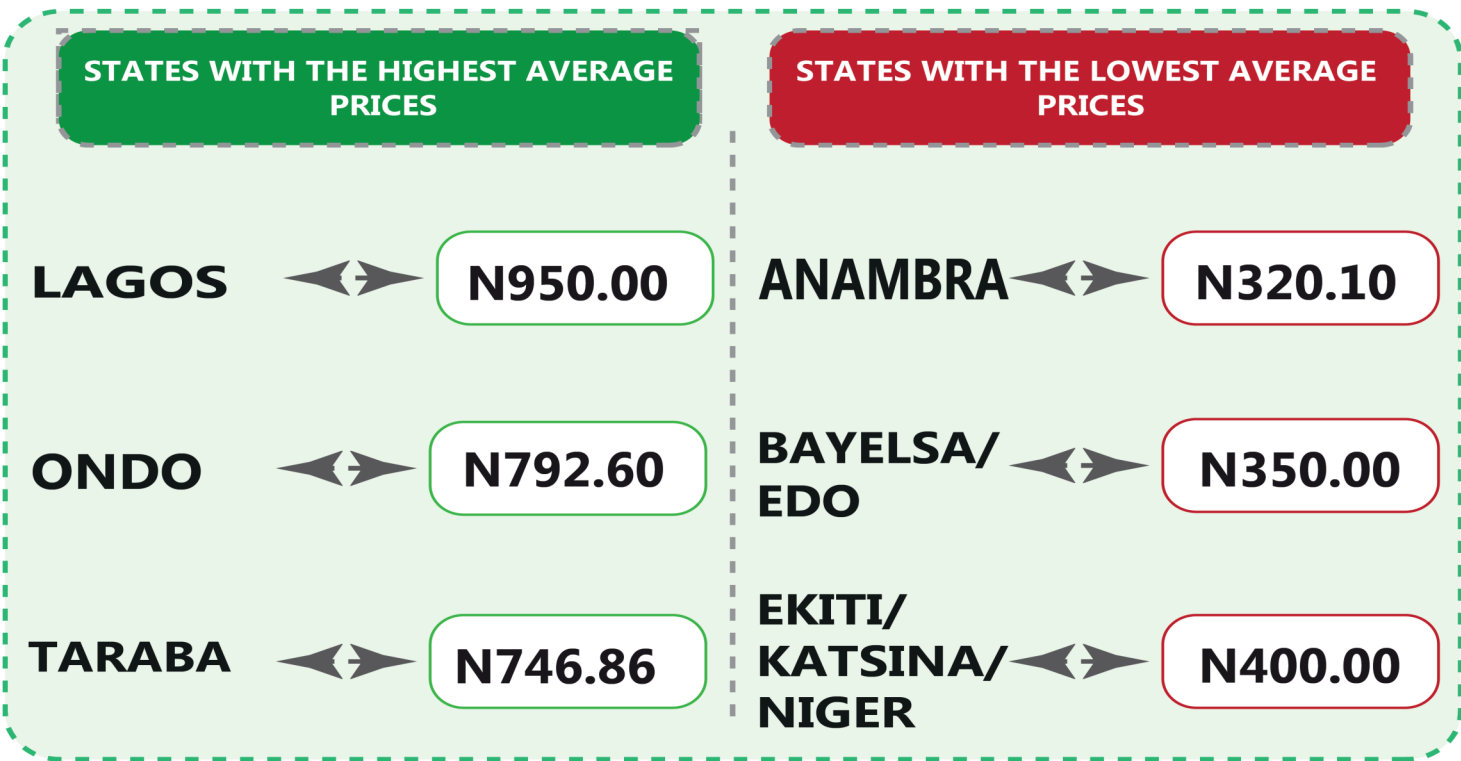 STATES WITH THE HIGHEST AVERAGE
PRICES
LAGOS N950.00
ONDO N792.60
TARABA N746.86
STATES WITH THE LOWEST AVERAGE
PRICES
ANAMBRA N320.10
BAYELSA/
EDO N350.00
EKITI/
KATSINA/ N400.00
NIGER